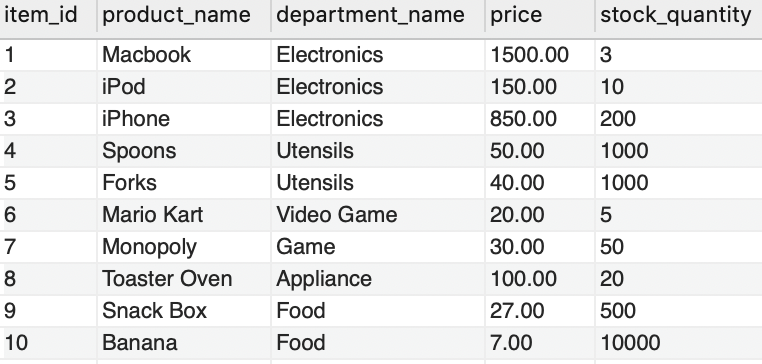 item_id product_name department_name price stock_quantity
1 Macbook Electronics 1500.00 3
2 iPod Electronics 150.00 10
3 iPhone Electronics 850.00 200
4 Spoons Utensils 50.00 1000
5 Forks Utensils 40.00 1000
6 Mario Kart Video Game 20.00 5
7 Monopoly Game 30.00 50
8 Toaster Oven Appliance 100.00 20
9 Snack Box Food 27.00 500
10 Banana Food 7.00 10000